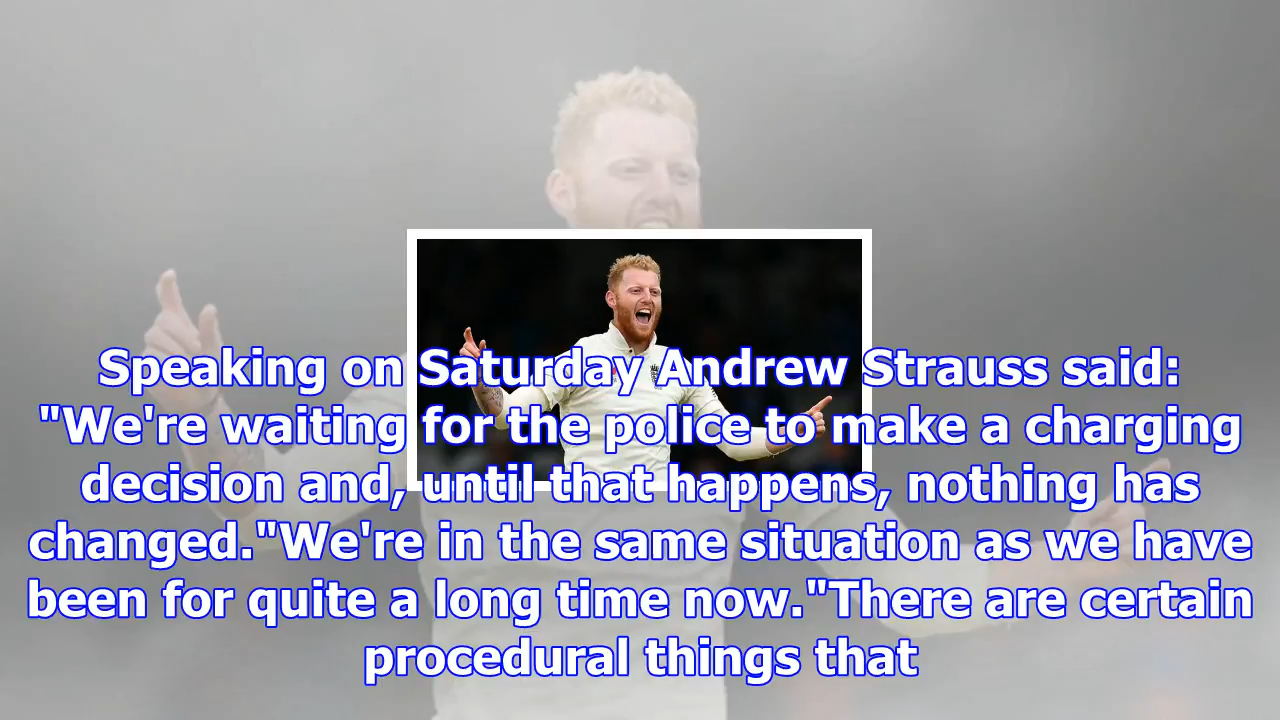 Speaking on Saturday Andrew Strauss said:
"We're waiting for the police to make a charging
decision and, until that happens, nothing has
changed."We're in the same situation as we have
been for quite a long time now."There are certain
procedural things that